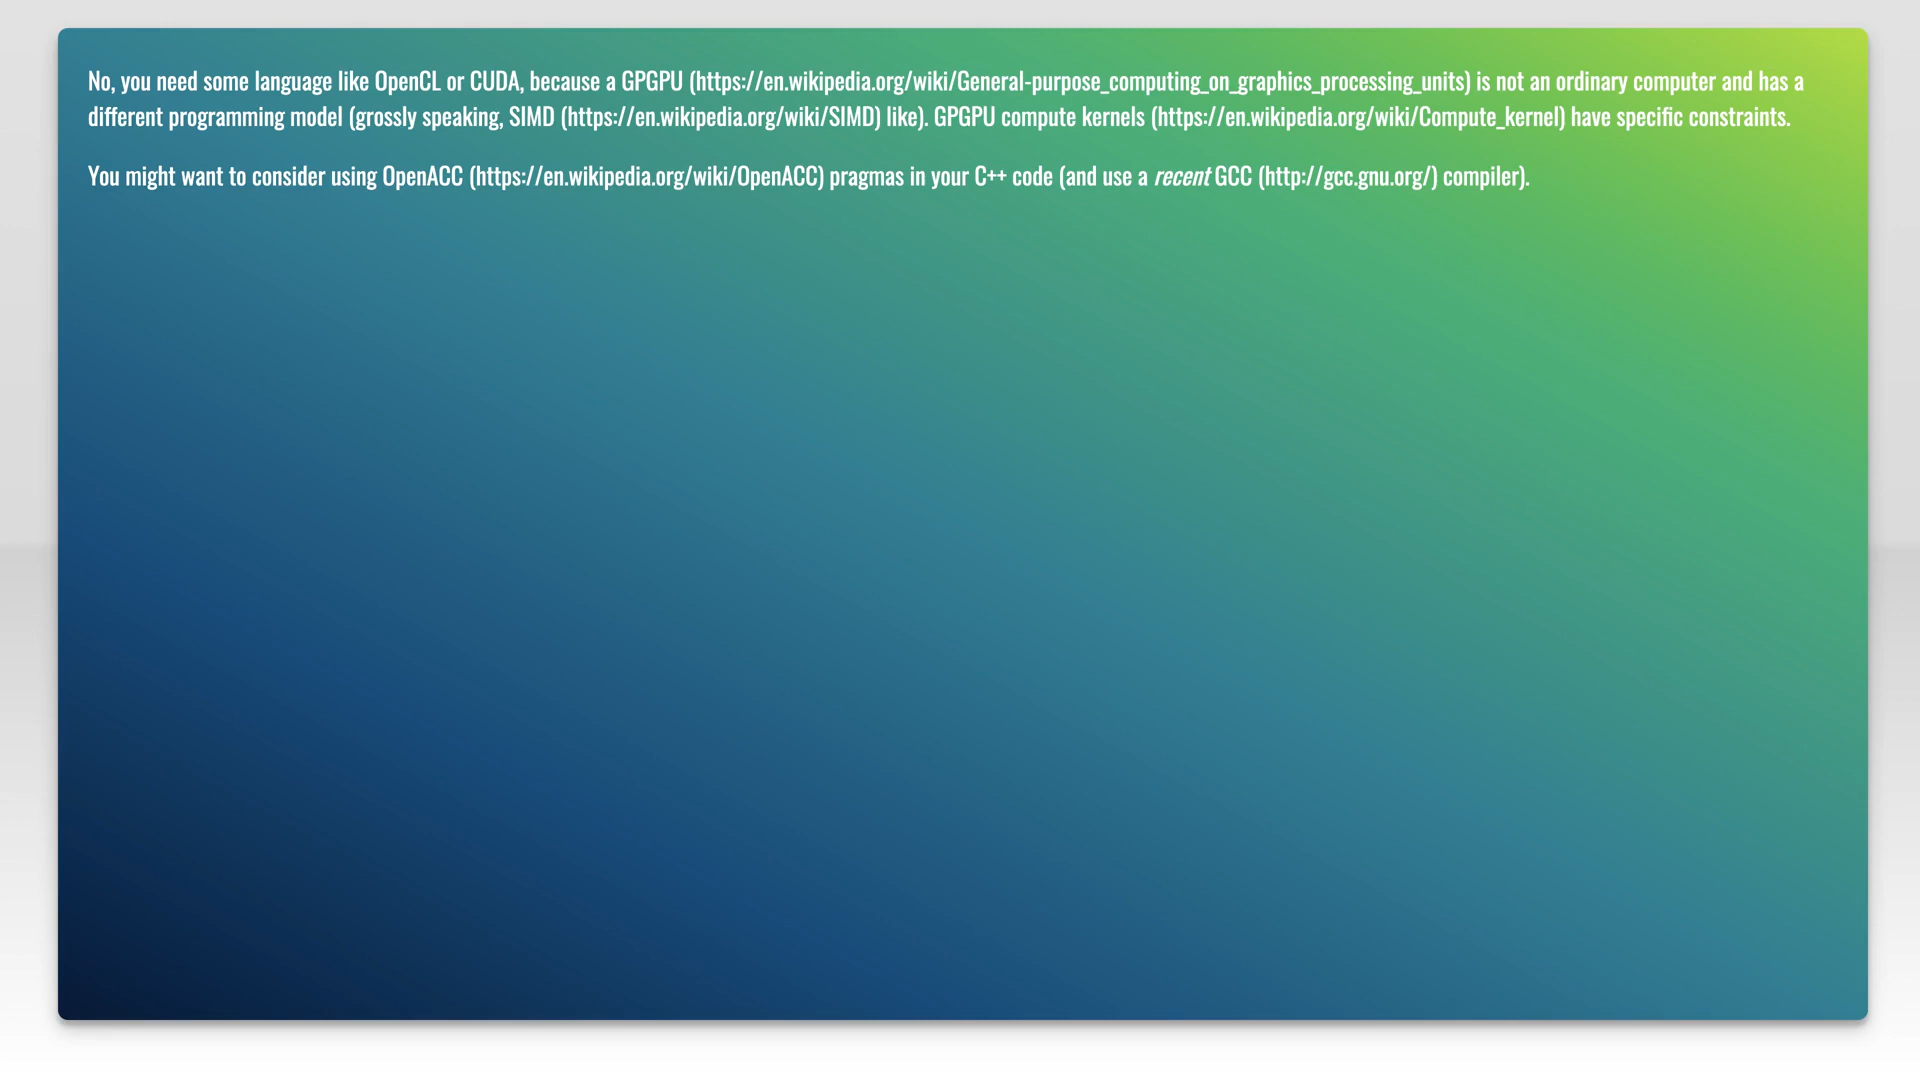 No, you need some language like OpenCL or CUDA, because a GPGPU (https://en.wikipedia.org/wiki/General-purpose_computing_on_graphics_processing_units) is not an ordinary computer and has a
different programming model (grossly speaking, SIMD (https://en.wikipedia.org/wiki/SIMD) like). GPGPU compute kernels (https://en.wikipedia.org/wiki/Compute_kernel) have specific constraints.
You might want to consider using OpenACC (https://en.wikipedia.org/wiki/OpenACC) pragmas in your C++ code (and use a recent GCC (http://gcc.gnu.org/) compiler).